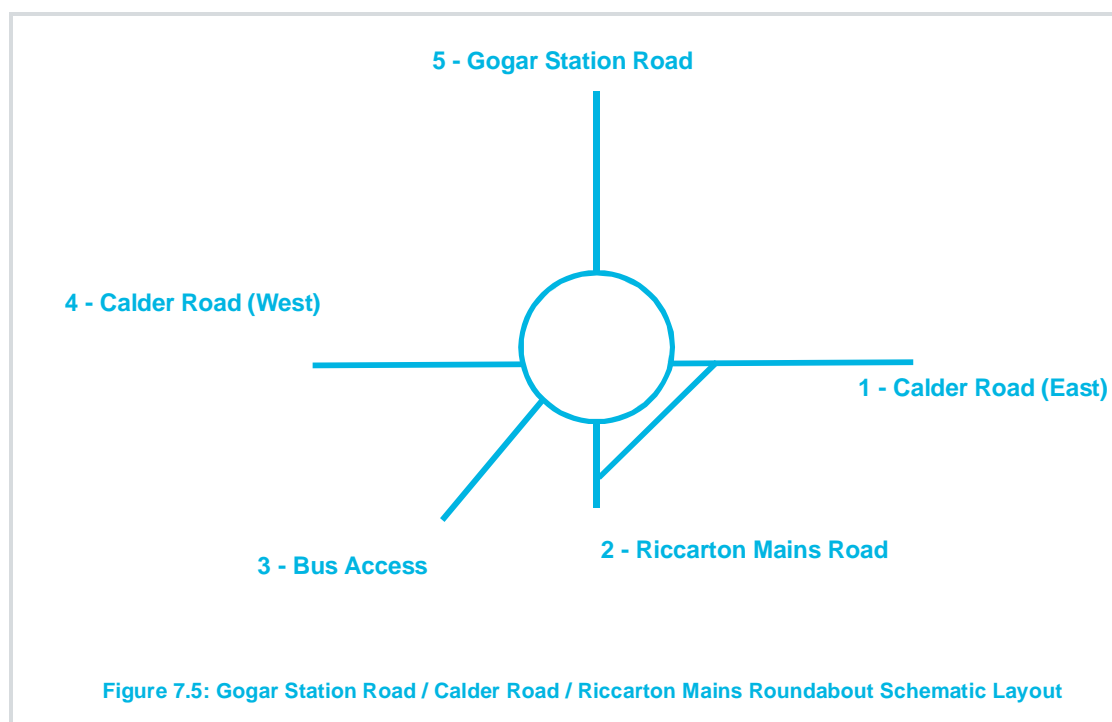 5 - Gogar Station Road
4 - Calder Road (West)
1 - Calder Road (East)
2 - Riccarton Mains Road
3 - Bus Access
Figure 7.5: Gogar Station Road / Calder Road / Riccarton Mains Roundabout Schematic Layout